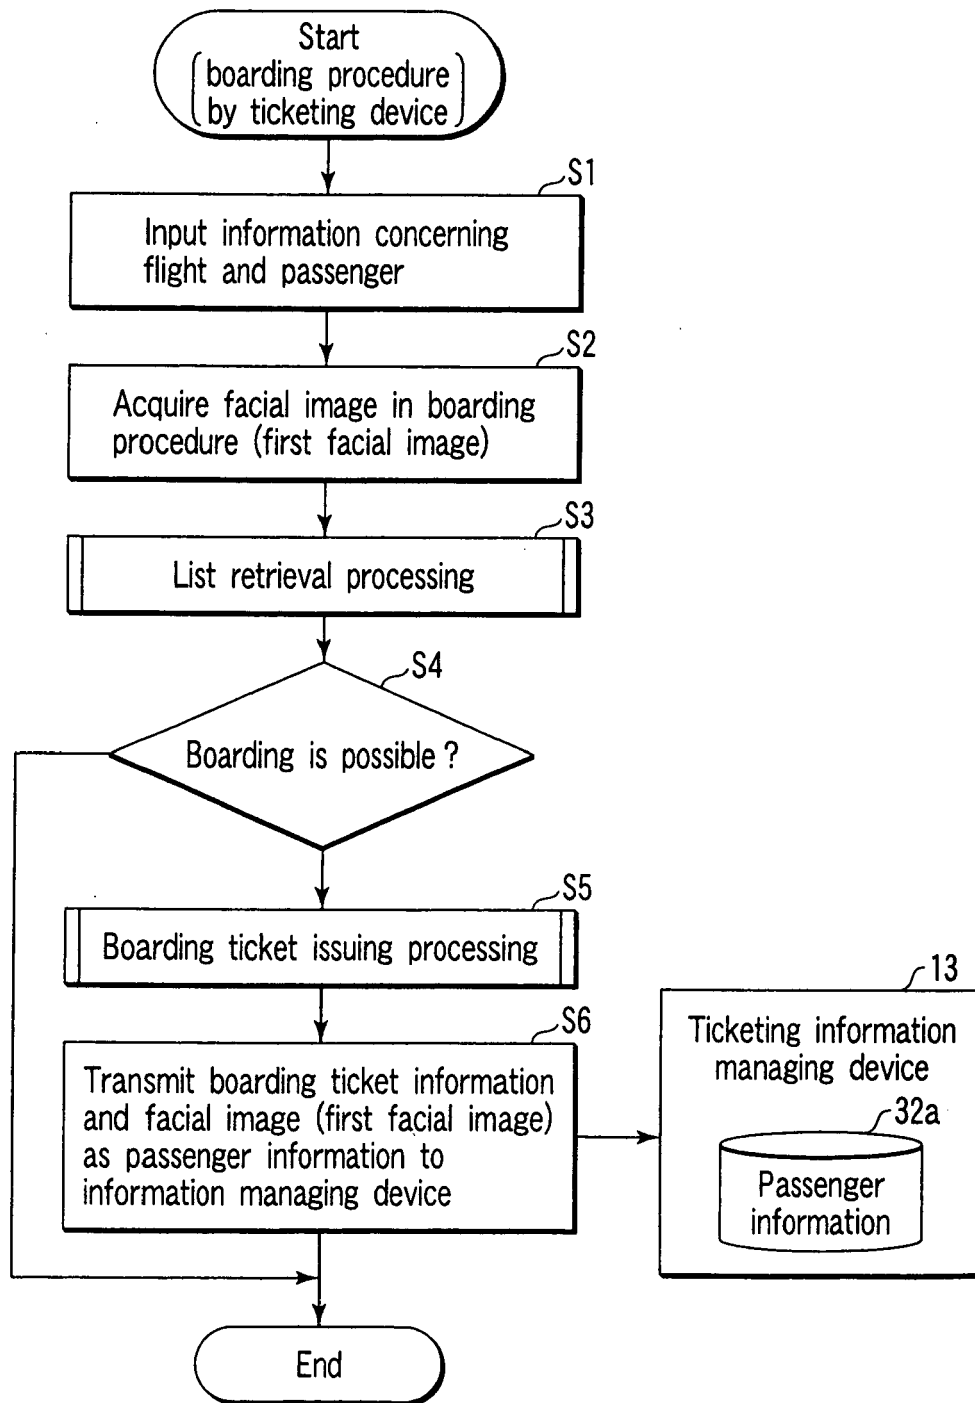 Start
(boarding procedure
by ticketing device)
S1
Input information concerning
flight and passenger
S2
Acquire facial image in boarding
procedure (first facial image)
S3
List retrieval processing
S4
Boarding is possible ?
S5
Boarding ticket issuing processing
S6
Transmit boarding ticket information
and facial image (first facial image)
as passenger information to
information managing device
13
Ticketing information
managing device
32a
Passenger
information
End